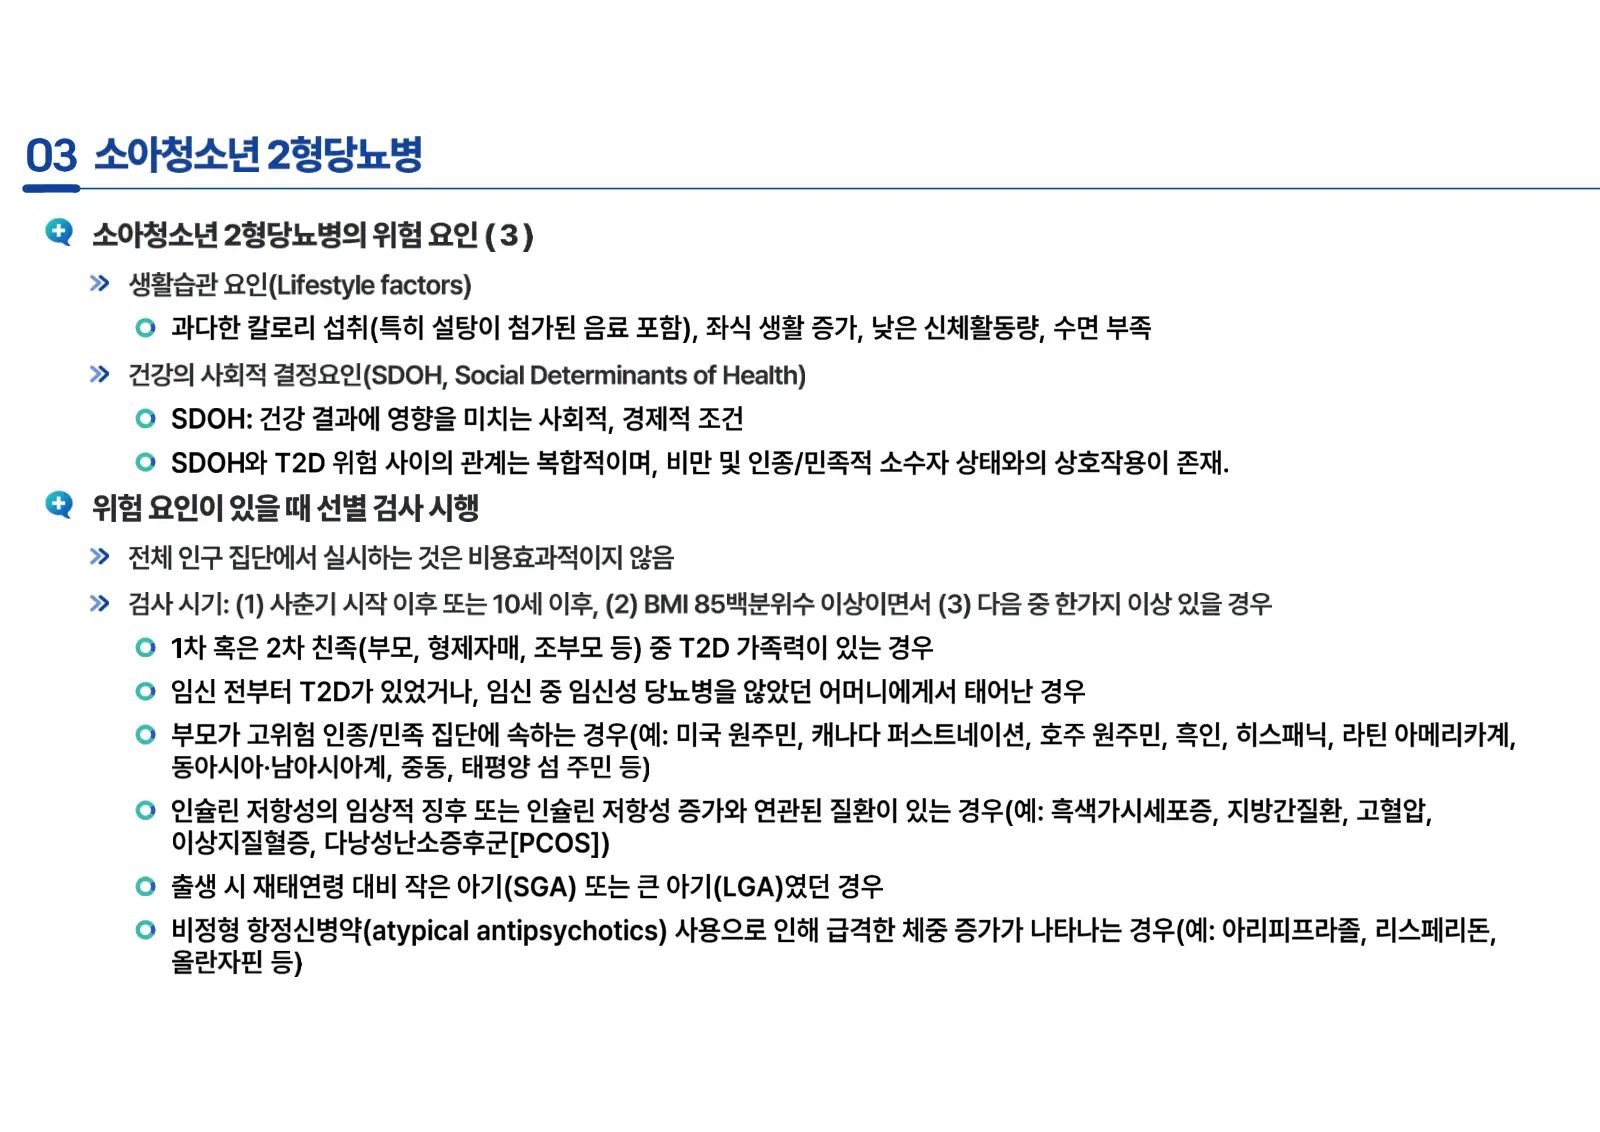 03 소아청소년 2형당뇨병
소아청소년 2형당뇨병의 위험 요인 ( 3 )
생활습관 요인(Lifestyle factors)
과다한 칼로리 섭취(특히 설탕이 첨가된 음료 포함), 좌식 생활 증가, 낮은 신체활동량, 수면 부족
건강의 사회적 결정요인(SDOH, Social Determinants of Health)
SDOH: 건강 결과에 영향을 미치는 사회적, 경제적 조건
SDOH와 T2D 위험 사이의 관계는 복합적이며, 비만 및 인종/민족적 소수자 상태와의 상호작용이 존재.
위험 요인이 있을 때 선별 검사 시행
전체 인구 집단에서 실시하는 것은 비용효과적이지 않음
검사 시기: (1) 사춘기 시작 이후 또는 10세 이후, (2) BMI 85백분위수 이상이면서 (3) 다음 중 한가지 이상 있을 경우
1차 혹은 2차 친족(부모, 형제자매, 조부모 등) 중 T2D 가족력이 있는 경우
임신 전부터 T2D가 있었거나, 임신 중 임신성 당뇨병을 않았던 어머니에게서 태어난 경우
부모가 고위험 인종/민족 집단에 속하는 경우(예: 미국 원주민, 캐나다 퍼스트네이션, 호주 원주민, 흑인, 히스패닉, 라틴 아메리카계,
동아시아·남아시아계, 중동, 태평양 섬 주민 등)
인슐린 저항성의 임상적 징후 또는 인슐린 저항성 증가와 연관된 질환이 있는 경우(예: 흑색가시세포증, 지방간질환, 고혈압,
이상지질혈증, 다낭성난소증후군[PCOS])
출생 시 재태연령 대비 작은 아기(SGA) 또는 큰 아기(LGA)였던 경우
비정형 항정신병약(atypical antipsychotics) 사용으로 인해 급격한 체중 증가가 나타나는 경우(예: 아리피프라졸, 리스페리돈,
올란자핀 등)